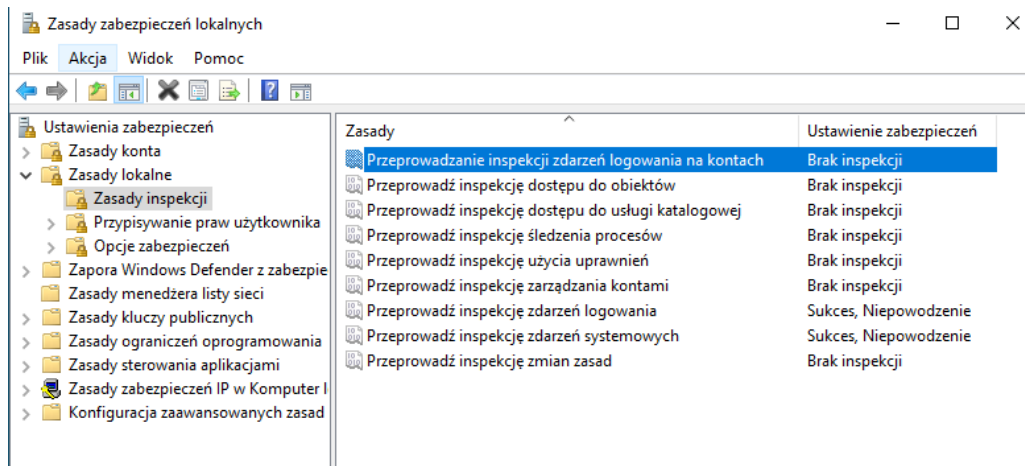 Zasady zabezpieczeń lokalnych
Plik Akcja Widok Pomoc
Ustawienia zabezpieczeń
Zasady konta
Zasady lokalne
Zasady inspekcji
Przypisywanie praw użytkownika
Opcje zabezpieczeń
Zapora Windows Defender z zabezpie
Zasady menedżera listy sieci
Zasady kluczy publicznych
Zasady ograniczeń oprogramowania
Zasady sterowania aplikacjami
Zasady zabezpieczeń IP w Komputer l
Konfiguracja zaawansowanych zasad
Zasady Ustawienie zabezpieczeń
Przeprowadzanie inspekcji zdarzeń logowania na kontach Brak inspekcji
Przeprowadź inspekcję dostępu do obiektów Brak inspekcji
Przeprowadź inspekcję dostępu do usługi katalogowej Brak inspekcji
Przeprowadź inspekcję śledzenia procesów Brak inspekcji
Przeprowadź inspekcję użycia uprawnień Brak inspekcji
Przeprowadź inspekcję zarządzania kontami Brak inspekcji
Przeprowadź inspekcję zdarzeń logowania Sukces, Niepowodzenie
Przeprowadź inspekcję zdarzeń systemowych Sukces, Niepowodzenie
Przeprowadź inspekcję zmian zasad Brak inspekcji